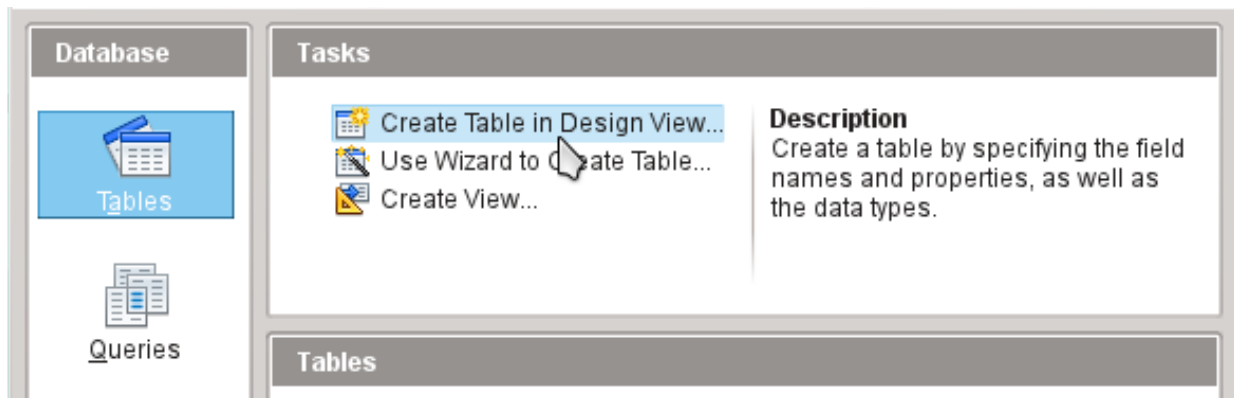 Database
Tables
Queries
Tasks
Create Table in Design View...
Use Wizard to Create Table...
Create View...
Description
Create a table by specifying the field
names and properties, as well as
the data types.
Tables